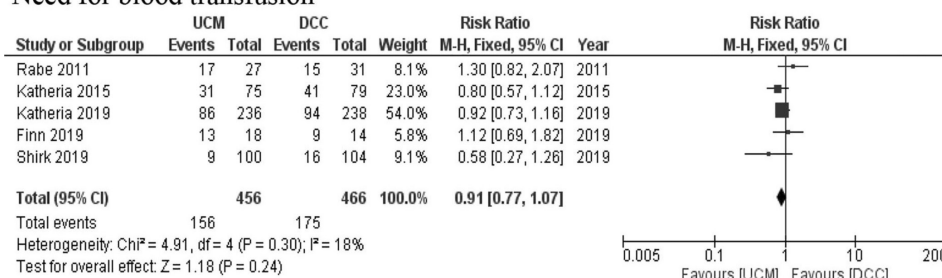 Need for blood transfusion
UCM DCC Risk Ratio Risk Ratio
Study or Subgroup Events Total Events Total Weight M-H, Fixed, 95% CI Year M-H, Fixed, 95% CI
Rabe 2011 17 27 15 31 8.1% 1.30 [0.82, 2.07] 2011
Katheria 2015 31 75 41 79 23.0% 0.80 [0.57, 1.12] 2015
Katheria 2019 86 236 94 238 54.0% 0.92 [0.73, 1.16] 2019
Finn 2019 13 18 9 14 5.8% 1.12 [0.69, 1.82] 2019
Shirk 2019 9 100 16 104 9.1% 0.58 [0.27, 1.26] 2019
Total (95% CI) 456 466 100.0% 0.91 [0.77, 1.07]
Total events 156 175
Heterogeneity: Chi² = 4.91, df = 4 (P = 0.30); I² = 18%
Test for overall effect: Z = 1.18 (P = 0.24)
0.005 0.1 1 10 200
Favours [UCM] Favours [DCC]